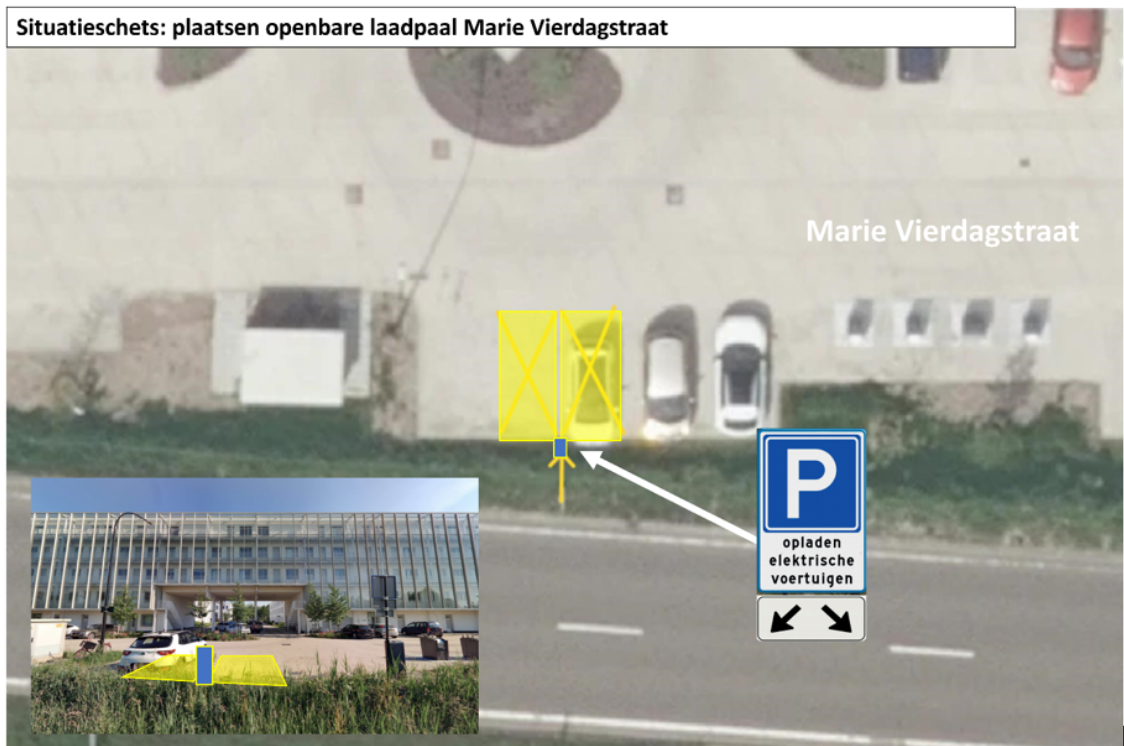 Situatieschets: plaatsen openbare laadpaal Marie Vierdagstraat
Marie Vierdagstraat
P
opladen
elektrische
voertuigen